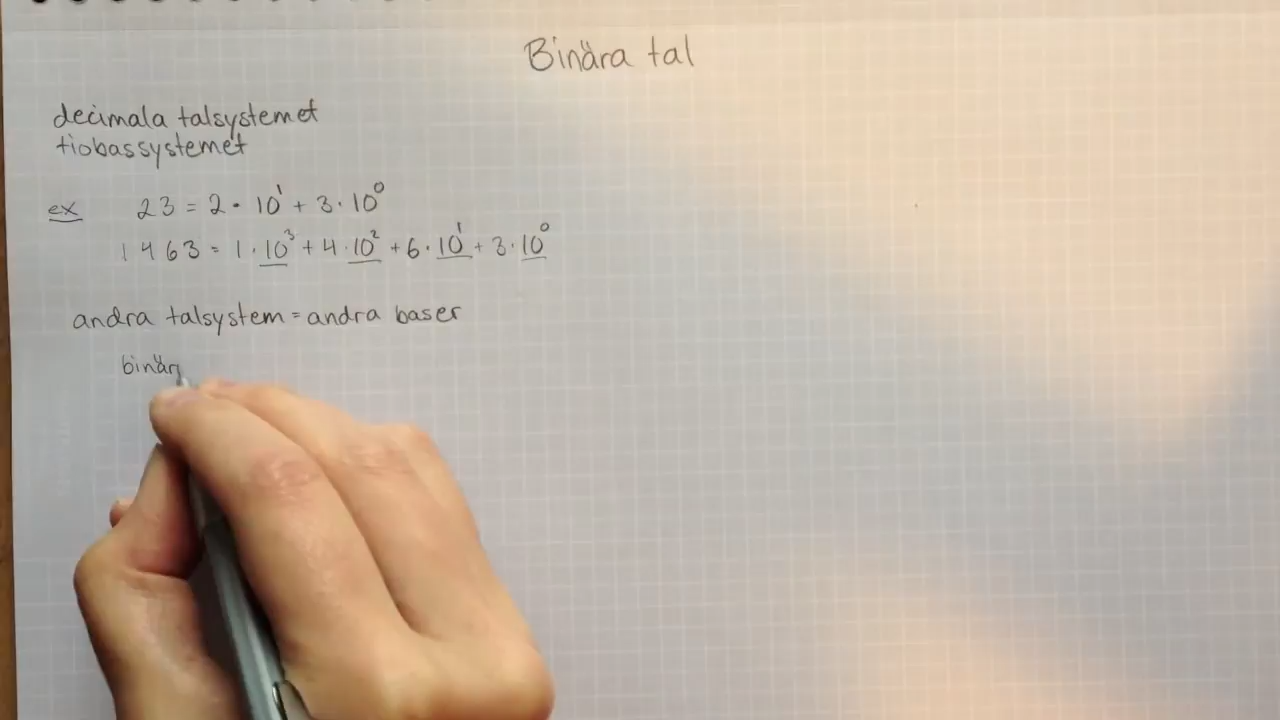 Binära tal
decimala talsystemet
tiobassystemet
ex 23 = 2 · 10¹ + 3 · 10⁰
1463 = 1 · 10³ + 4 · 10² + 6 · 10¹ + 3 · 10⁰
andra talsystem = andra baser
binär